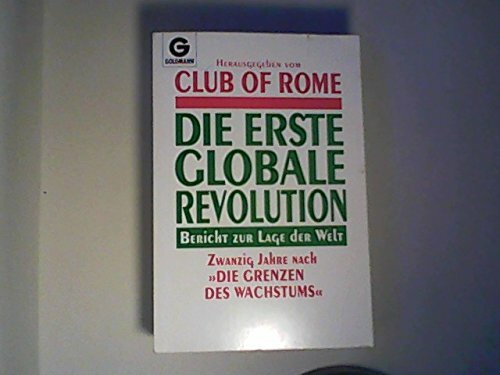 G
GOLDMANN
HERAUSGEGEBEN VOM
CLUB OF ROME
DIE ERSTE
GLOBALE
REVOLUTION
BERICHT ZUR LAGE DER WELT
ZWANZIG JAHRE NACH
»DIE GRENZEN
DES WACHSTUMS«